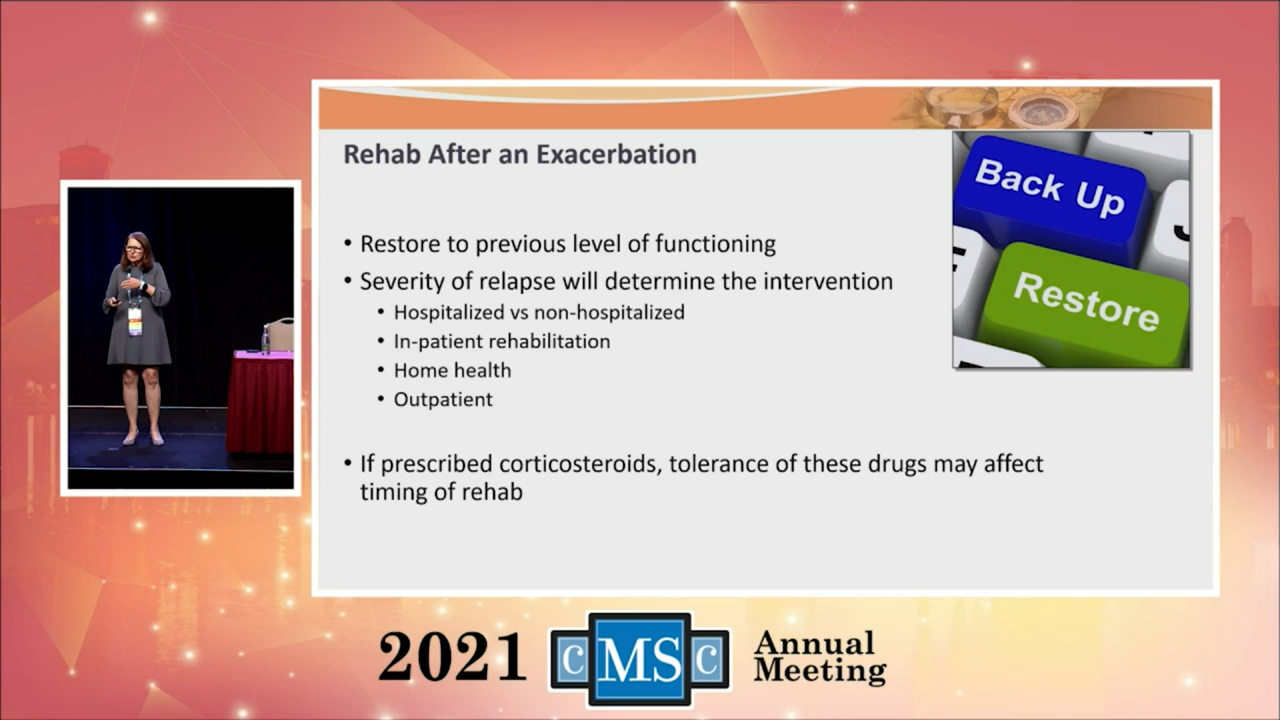 Rehab After an Exacerbation
• Restore to previous level of functioning
• Severity of relapse will determine the intervention
• Hospitalized vs non-hospitalized
• In-patient rehabilitation
• Home health
• Outpatient
• If prescribed corticosteroids, tolerance of these drugs may affect
timing of rehab
Back Up
Restore
2021
CMSC
Annual
Meeting